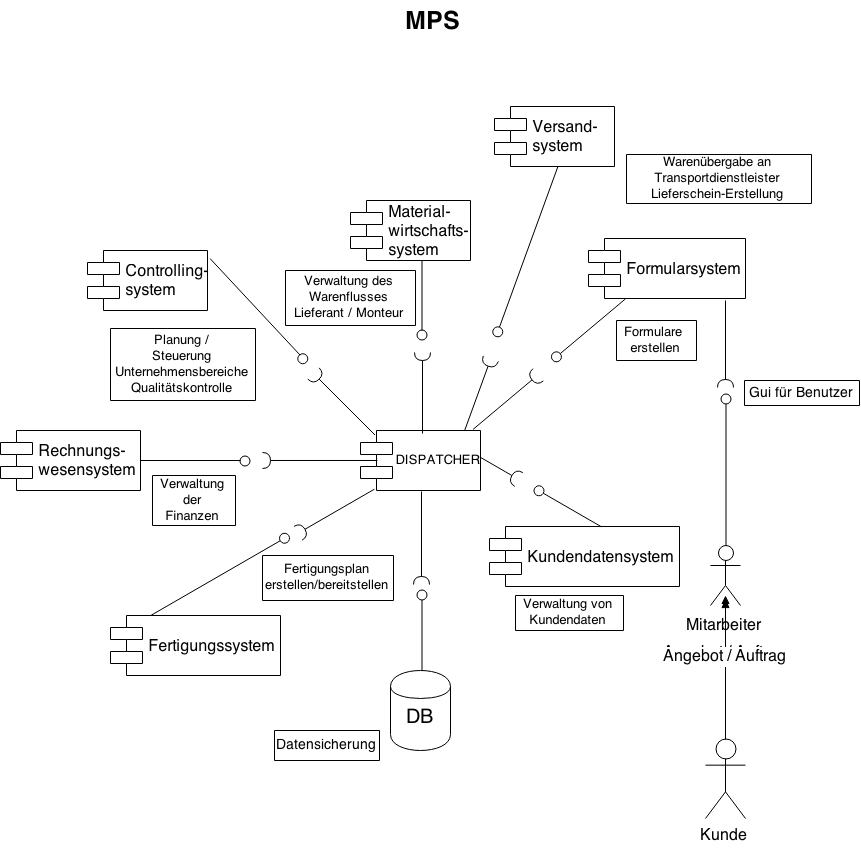 MPS
Versand-
system
Warenübergabe an
Transportdienstleister
Lieferschein-Erstellung
Material-
wirtschafts-
system
Verwaltung des
Warenflusses
Lieferant / Monteur
Controlling-
system
Planung /
Steuerung
Unternehmensbereiche
Qualitätskontrolle
Formularsystem
Formulare
erstellen
Gui für Benutzer
Rechnungs-
wesensystem
Verwaltung
der
Finanzen
DISPATCHER
Fertigungsplan
erstellen/bereitstellen
Fertigungssystem
Kundendatensystem
Verwaltung von
Kundendaten
Mitarbeiter
Angebot / Auftrag
DB
Datensicherung
Kunde